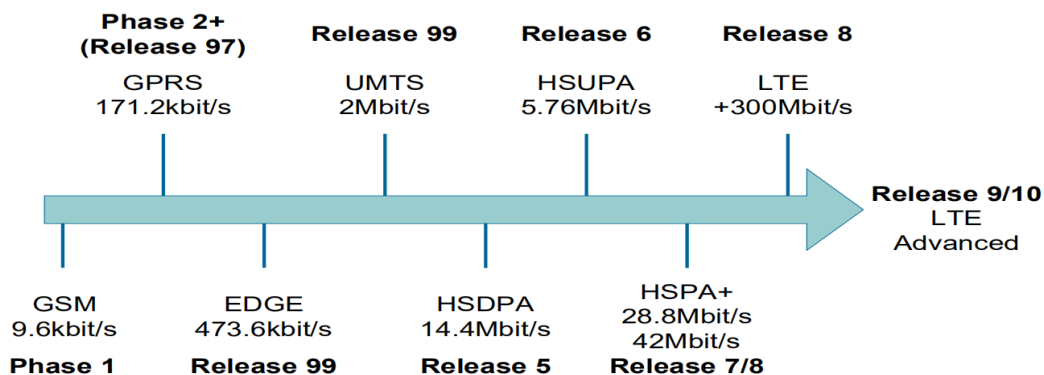 Phase 2+
(Release 97)
GPRS
171.2kbit/s
Release 99
UMTS
2Mbit/s
Release 6
HSUPA
5.76Mbit/s
Release 8
LTE
+300Mbit/s
Release 9/10
LTE
Advanced
GSM
9.6kbit/s
Phase 1
EDGE
473.6kbit/s
Release 99
HSDPA
14.4Mbit/s
Release 5
HSPA+
28.8Mbit/s
42Mbit/s
Release 7/8